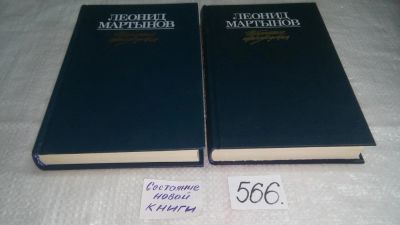 ЛЕОНИД
МАРТЫНОВ
ЛЕОНИД
МАРТЫНОВ
Состояние
новой
книги
566.